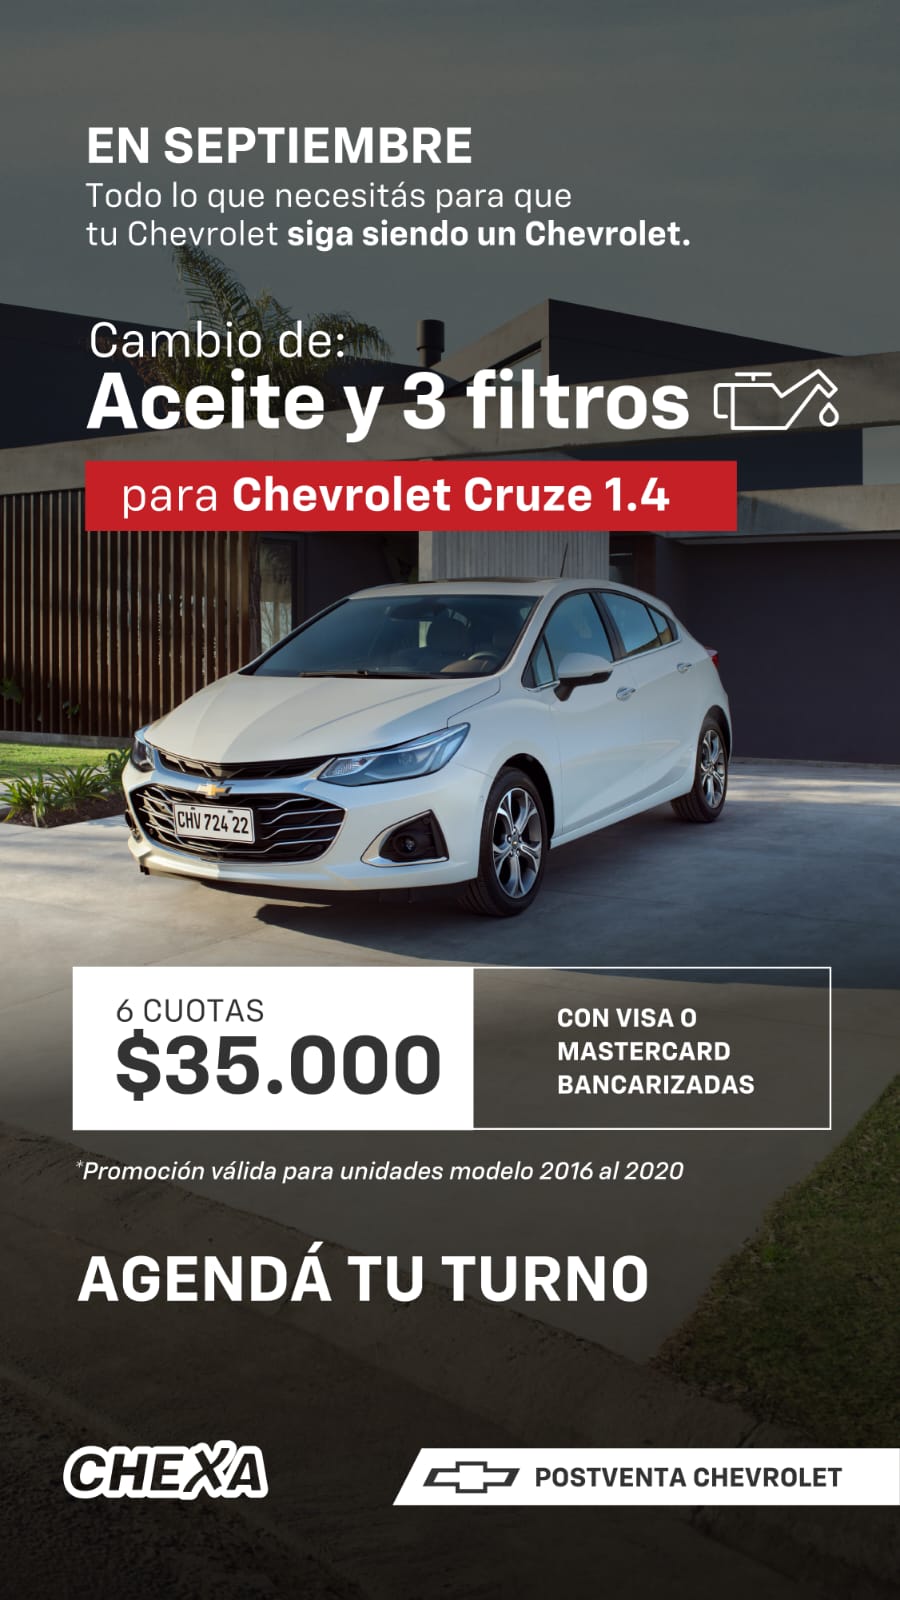 EN SEPTIEMBRE
Todo lo que necesitás para que
tu Chevrolet siga siendo un Chevrolet.
Cambio de:
Aceite y 3 filtros
para Chevrolet Cruze 1.4
CHV 724 22
6 CUOTAS
$35.000
CON VISA O
MASTERCARD
BANCARIZADAS
*Promoción válida para unidades modelo 2016 al 2020
AGENDÁ TU TURNO
CHEXA
POSTVENTA CHEVROLET